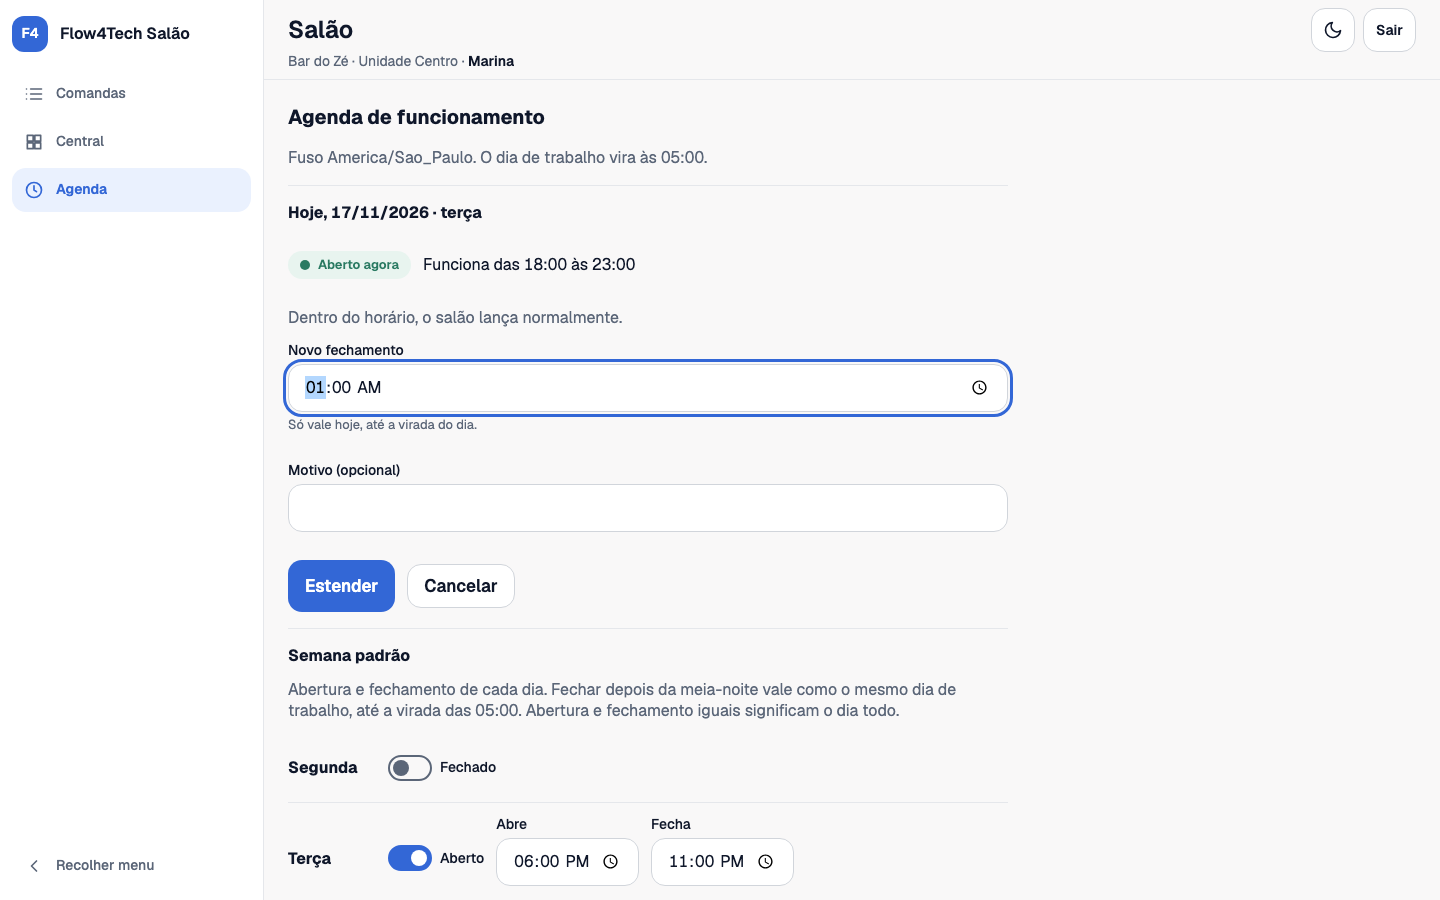 F4 Flow4Tech Salão
Comandas
Central
Agenda
Recolher menu
Salão
Bar do Zé · Unidade Centro · Marina
Sair
Agenda de funcionamento
Fuso America/Sao_Paulo. O dia de trabalho vira às 05:00.
Hoje, 17/11/2026 · terça
Aberto agora Funciona das 18:00 às 23:00
Dentro do horário, o salão lança normalmente.
Novo fechamento
01:00 AM
Só vale hoje, até a virada do dia.
Motivo (opcional)
Estender Cancelar
Semana padrão
Abertura e fechamento de cada dia. Fechar depois da meia-noite vale como o mesmo dia de
trabalho, até a virada das 05:00. Abertura e fechamento iguais significam o dia todo.
Segunda Fechado
Abre Fecha
Terça Aberto 06:00 PM 11:00 PM